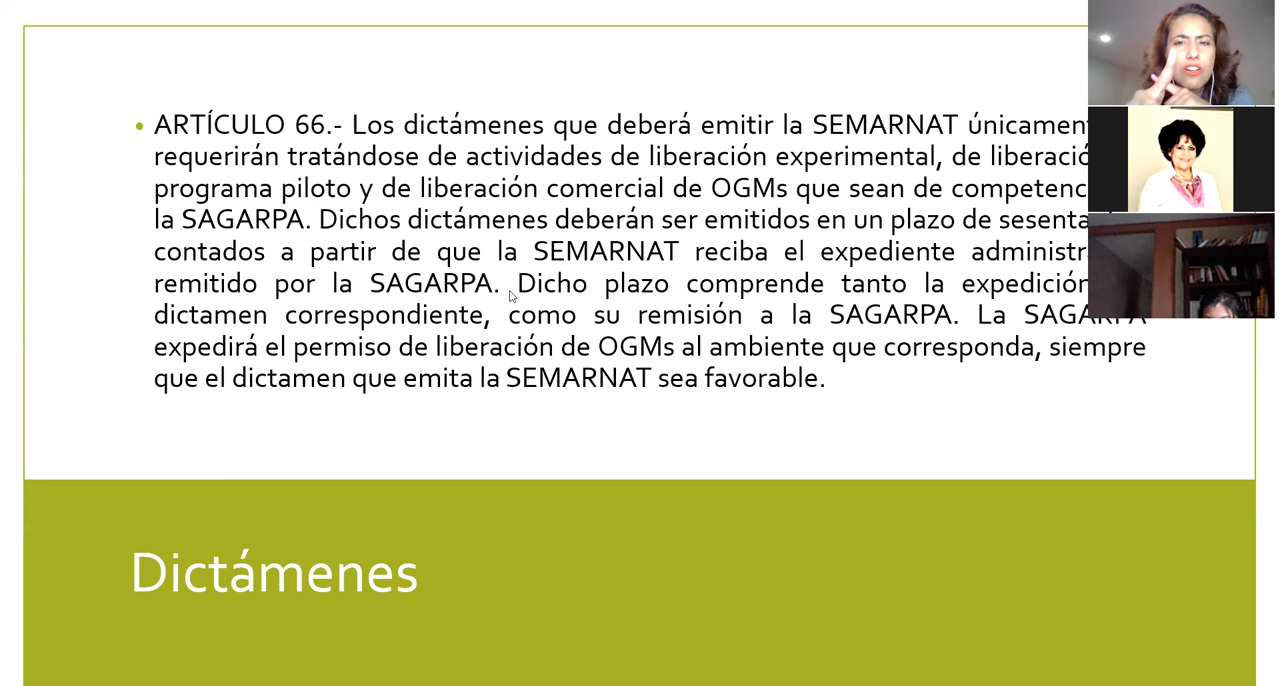 ARTÍCULO 66.- Los dictámenes que deberá emitir la SEMARNAT
requerirán tratándose de actividades de liberación experimental, de
programa piloto y de liberación comercial de OGMs que sean de
la SAGARPA. Dichos dictámenes deberán ser emitidos en un plazo de sesenta
contados a partir de que la SEMARNAT reciba el expediente
remitido por la SAGARPA. Dicho plazo comprende tanto la expedición
dictamen correspondiente, como su remisión a la SAGARPA. La SAGARPA
expedirá el permiso de liberación de OGMs al ambiente que corresponda, siempre
que el dictamen que emita la SEMARNAT sea favorable.
Dictámenes